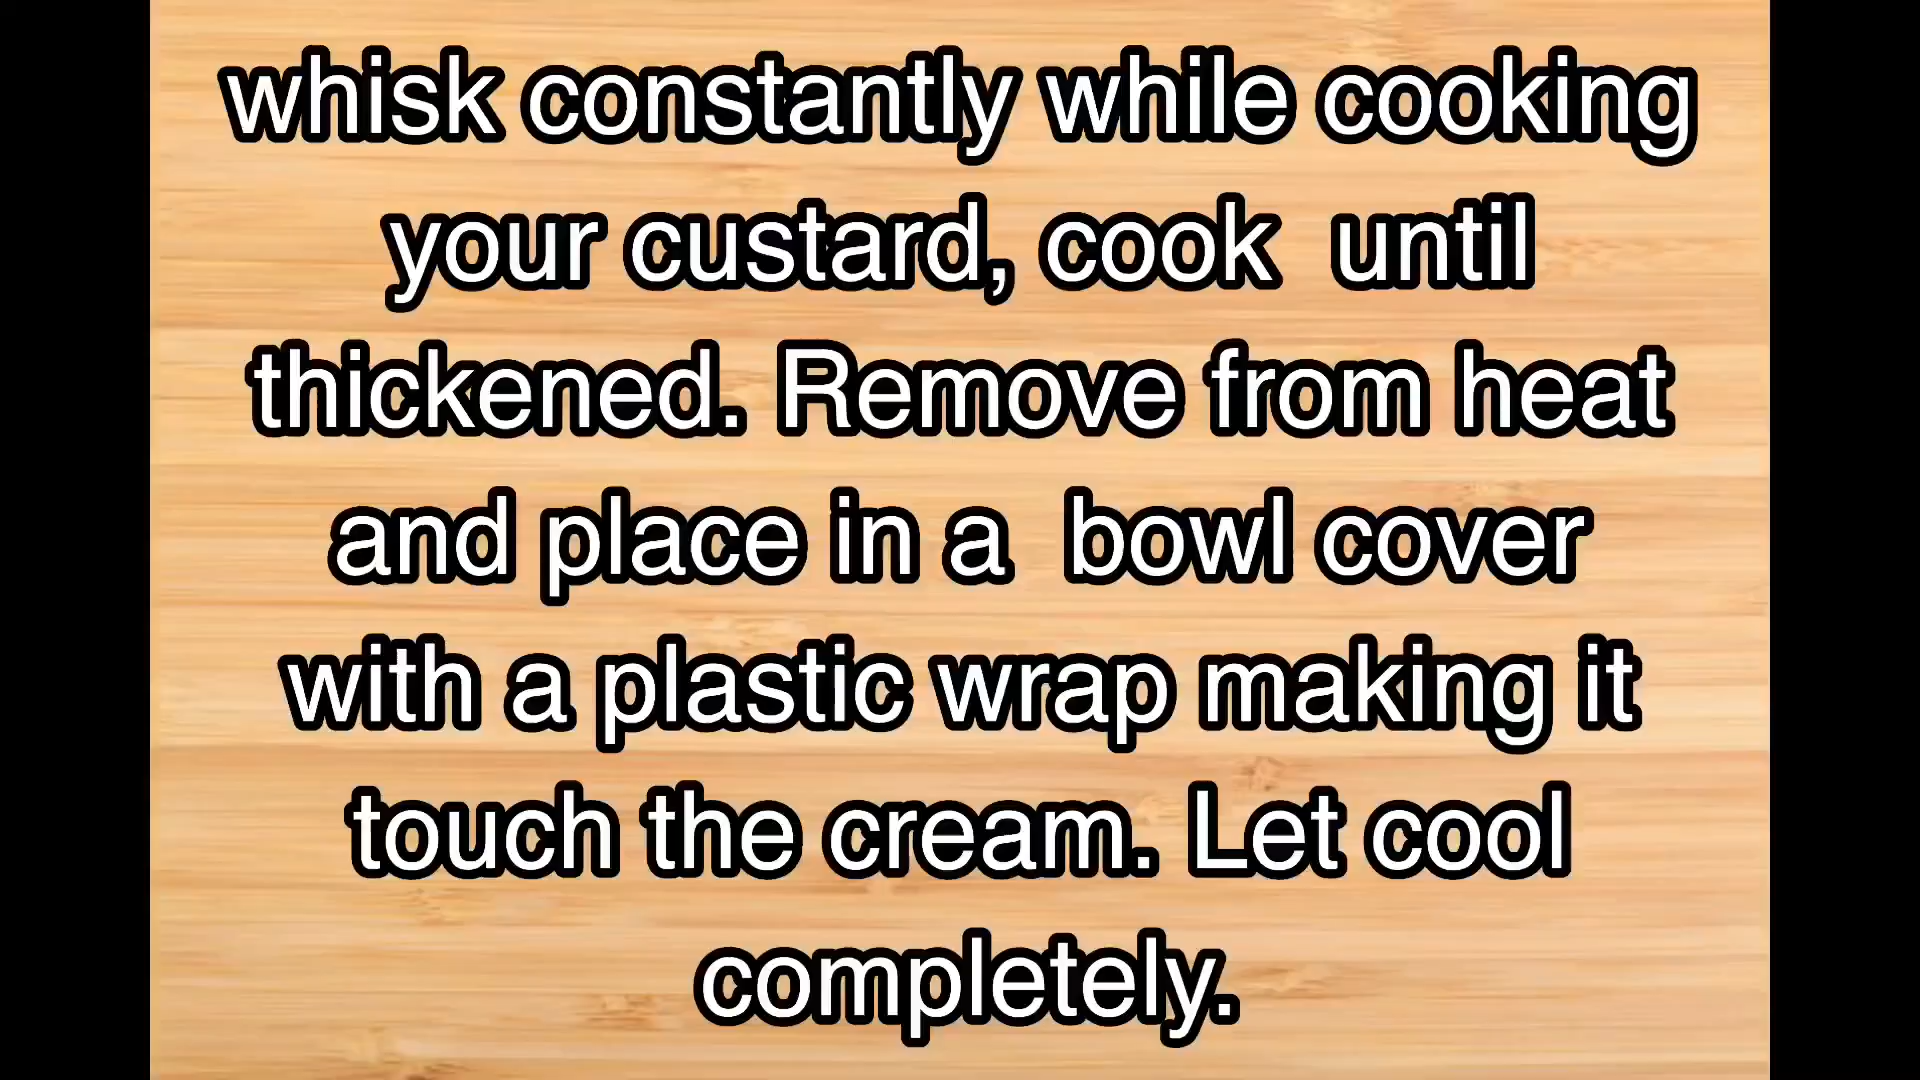 whisk constantly while cooking
your custard, cook  until
thickened. Remove from heat
and place in a  bowl cover
with a plastic wrap making it
touch the cream. Let cool
completely.